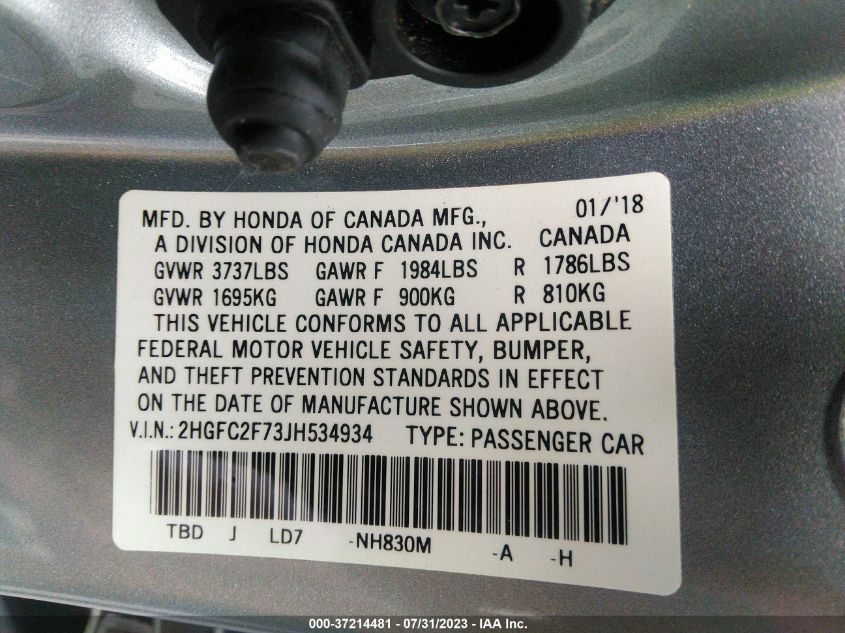 MFD. BY HONDA OF CANADA MFG., 01/'18
A DIVISION OF HONDA CANADA INC. CANADA
GVWR 3737LBS GAWR F 1984LBS R 1786LBS
GVWR 1695KG GAWR F 900KG R 810KG
THIS VEHICLE CONFORMS TO ALL APPLICABLE
FEDERAL MOTOR VEHICLE SAFETY, BUMPER,
AND THEFT PREVENTION STANDARDS IN EFFECT
ON THE DATE OF MANUFACTURE SHOWN ABOVE.
V.I.N.: 2HGFC2F73JH534934 TYPE: PASSENGER CAR
TBD J LD7 -NH830M -A -H
000-37214481 - 07/31/2023 - IAA Inc.